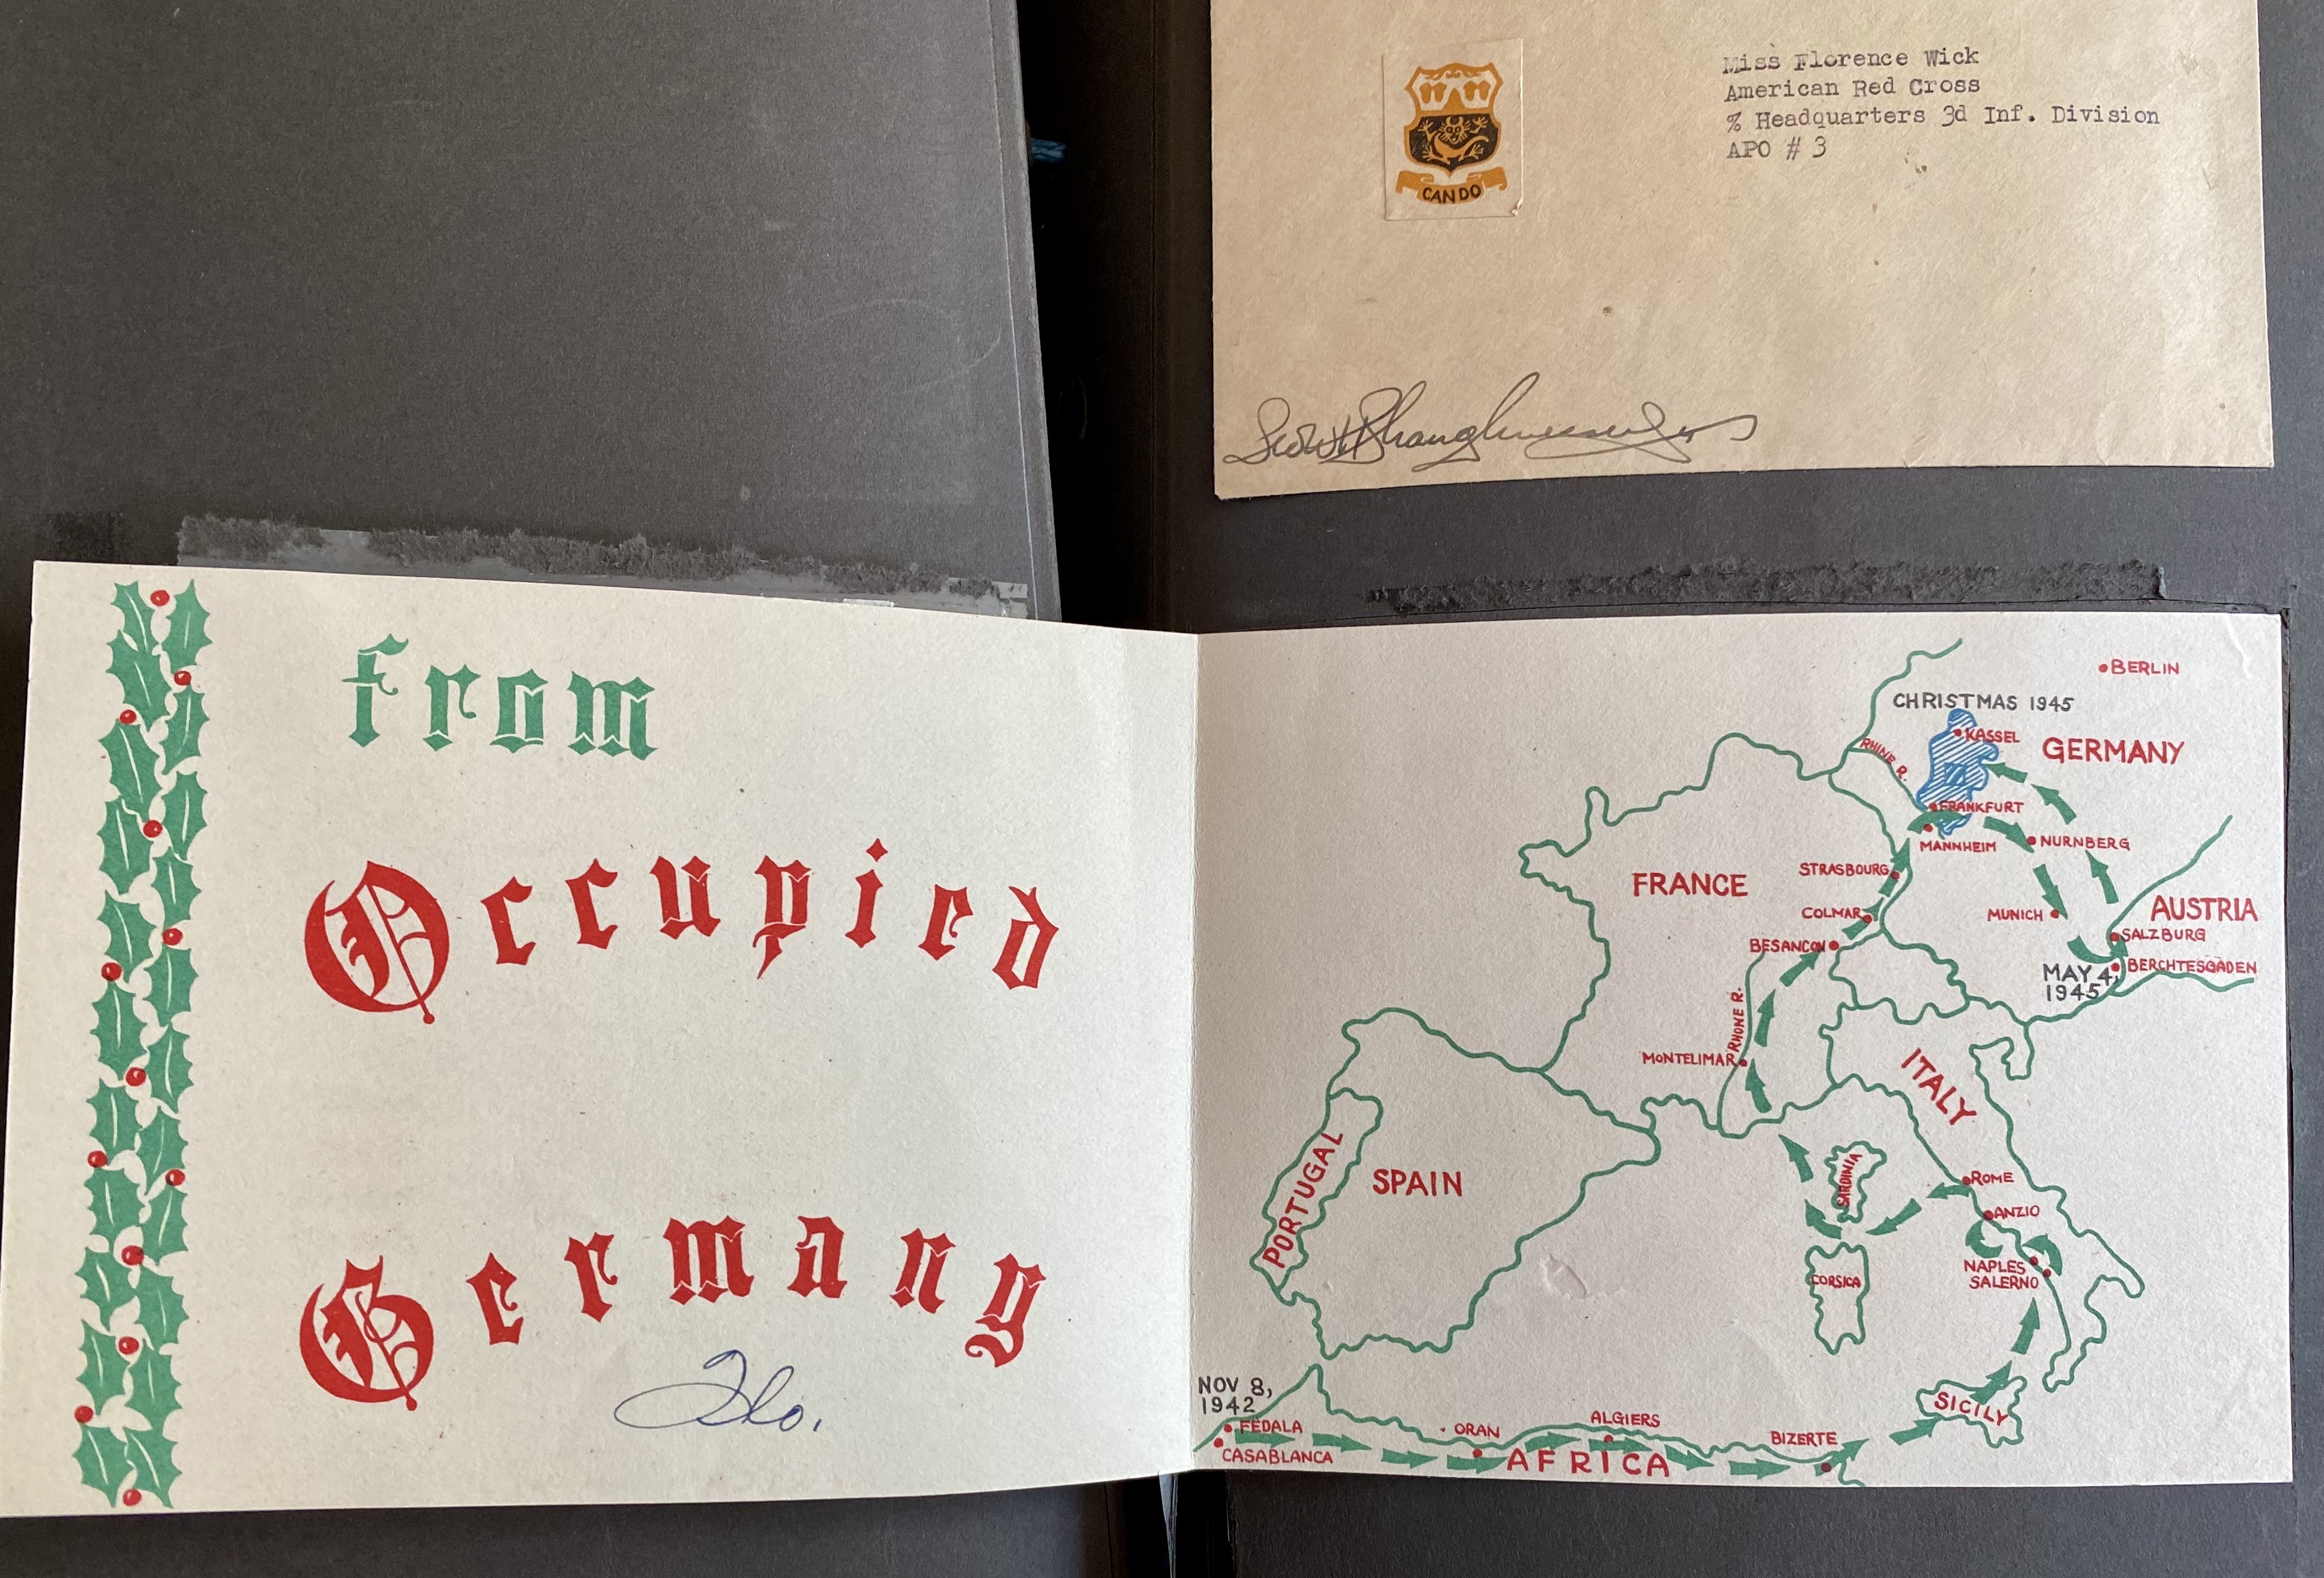 Miss Florence Wick
American Red Cross
% Headquarters 3d Inf. Division
APO # 3
CAN DO
from
Occupied
Germany
Flo.
BERLIN
CHRISTMAS 1945
KASSEL
RHINE R.
GERMANY
FRANKFURT
MANNHEIM
NURNBERG
STRASBOURG
FRANCE
COLMAR
MUNICH
AUSTRIA
BESANCON
SALZBURG
MAY 4,
1945
BERCHTESGADEN
RHONE R.
MONTELIMAR
ITALY
PORTUGAL
SPAIN
SARDINIA
ROME
ANZIO
CORSICA
NAPLES
SALERNO
NOV 8,
1942
FEDALA
CASABLANCA
ORAN
ALGIERS
AFRICA
BIZERTE
SICILY